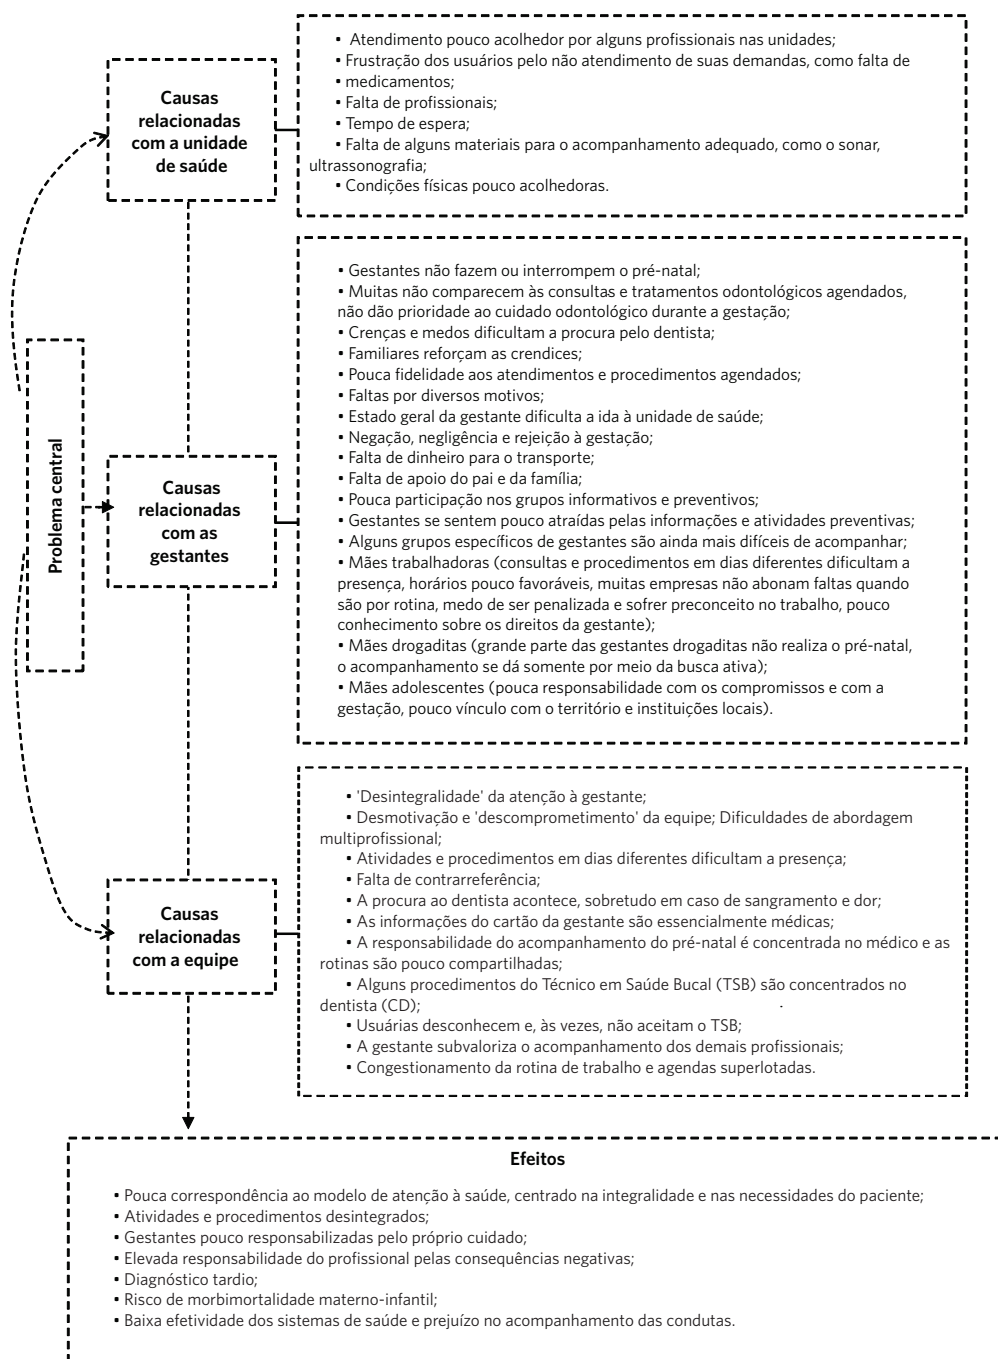 Causas
relacionadas
com a unidade
de saúde
▪ Atendimento pouco acolhedor por alguns profissionais nas unidades;
▪ Frustração dos usuários pelo não atendimento de suas demandas, como falta de
▪ medicamentos;
▪ Falta de profissionais;
▪ Tempo de espera;
▪ Falta de alguns materiais para o acompanhamento adequado, como o sonar,
ultrassonografia;
▪ Condições físicas pouco acolhedoras.
Problema central
Causas
relacionadas
com as
gestantes
▪ Gestantes não fazem ou interrompem o pré-natal;
▪ Muitas não comparecem às consultas e tratamentos odontológicos agendados,
não dão prioridade ao cuidado odontológico durante a gestação;
▪ Crenças e medos dificultam a procura pelo dentista;
▪ Familiares reforçam as crendices;
▪ Pouca fidelidade aos atendimentos e procedimentos agendados;
▪ Faltas por diversos motivos;
▪ Estado geral da gestante dificulta a ida à unidade de saúde;
▪ Negação, negligência e rejeição à gestação;
▪ Falta de dinheiro para o transporte;
▪ Falta de apoio do pai e da família;
▪ Pouca participação nos grupos informativos e preventivos;
▪ Gestantes se sentem pouco atraídas pelas informações e atividades preventivas;
▪ Alguns grupos específicos de gestantes são ainda mais difíceis de acompanhar;
▪ Mães trabalhadoras (consultas e procedimentos em dias diferentes dificultam a
presença, horários pouco favoráveis, muitas empresas não abonam faltas quando
são por rotina, medo de ser penalizada e sofrer preconceito no trabalho, pouco
conhecimento sobre os direitos da gestante);
▪ Mães drogaditas (grande parte das gestantes drogaditas não realiza o pré-natal,
o acompanhamento se dá somente por meio da busca ativa);
▪ Mães adolescentes (pouca responsabilidade com os compromissos e com a
gestação, pouco vínculo com o território e instituições locais).
Causas
relacionadas
com a equipe
▪ 'Desintegralidade' da atenção à gestante;
▪ Desmotivação e 'descomprometimento' da equipe; Dificuldades de abordagem
multiprofissional;
▪ Atividades e procedimentos em dias diferentes dificultam a presença;
▪ Falta de contrarreferência;
▪ A procura ao dentista acontece, sobretudo em caso de sangramento e dor;
▪ As informações do cartão da gestante são essencialmente médicas;
▪ A responsabilidade do acompanhamento do pré-natal é concentrada no médico e as
rotinas são pouco compartilhadas;
▪ Alguns procedimentos do Técnico em Saúde Bucal (TSB) são concentrados no
dentista (CD);
▪ Usuárias desconhecem e, às vezes, não aceitam o TSB;
▪ A gestante subvaloriza o acompanhamento dos demais profissionais;
▪ Congestionamento da rotina de trabalho e agendas superlotadas.
Efeitos
▪ Pouca correspondência ao modelo de atenção à saúde, centrado na integralidade e nas necessidades do paciente;
▪ Atividades e procedimentos desintegrados;
▪ Gestantes pouco responsabilizadas pelo próprio cuidado;
▪ Elevada responsabilidade do profissional pelas consequências negativas;
▪ Diagnóstico tardio;
▪ Risco de morbimortalidade materno-infantil;
▪ Baixa efetividade dos sistemas de saúde e prejuízo no acompanhamento das condutas.